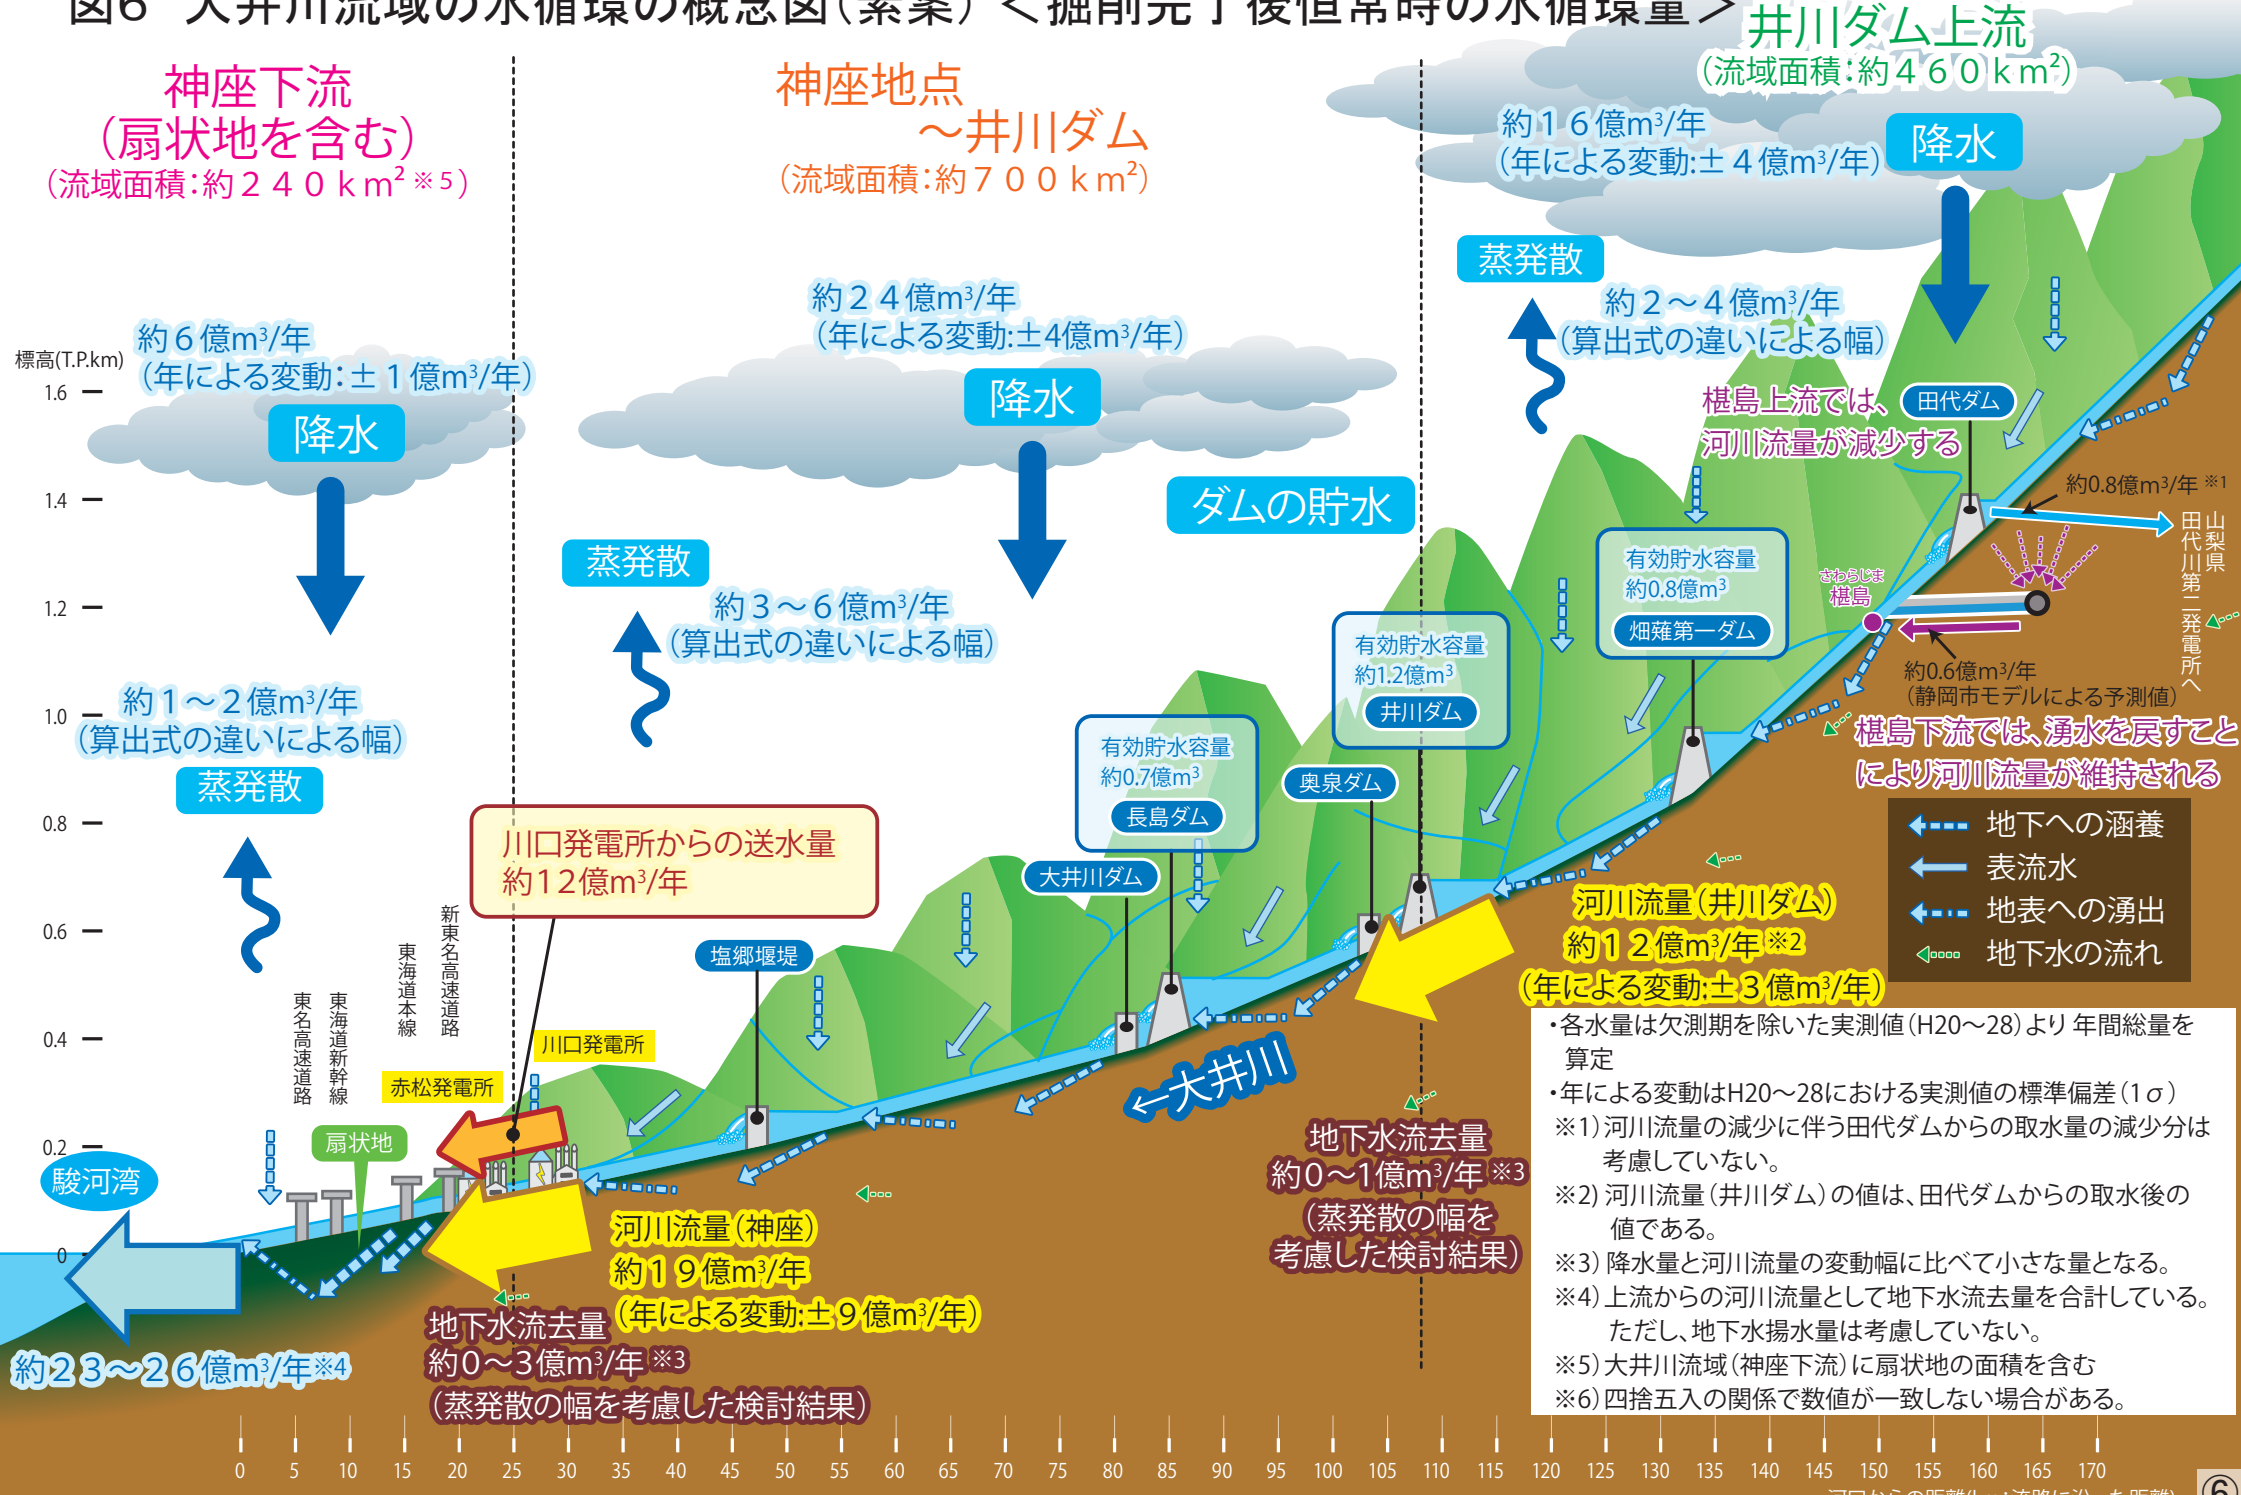 図6 大井川流域の水循環の概念図(素案) ＜掘削完了後恒常時の水循環量＞
神座下流
(扇状地を含む)
(流域面積：約２４０ｋｍ² ※５)
神座地点
～井川ダム
(流域面積：約７００ｋｍ²)
井川ダム上流
(流域面積：約４６０ｋｍ²)
約１６億m³/年
(年による変動:±４億m³/年)
降水
蒸発散
約２～４億m³/年
(算出式の違いによる幅)
約２４億m³/年
(年による変動:±4億m³/年)
降水
ダムの貯水
蒸発散
約３～６億m³/年
(算出式の違いによる幅)
約６億m³/年
(年による変動：±１億m³/年)
降水
約１～２億m³/年
(算出式の違いによる幅)
蒸発散
標高(T.P.km)
1.6
1.4
1.2
1.0
0.8
0.6
0.4
0.2
0
椹島上流では、
河川流量が減少する
田代ダム
約0.8億m³/年 ※1
山梨県
田代川第二発電所へ
さわらじま
椹島
約0.6億m³/年
(静岡市モデルによる予測値)
椹島下流では、湧水を戻すこと
により河川流量が維持される
有効貯水容量
約0.8億m³
畑薙第一ダム
有効貯水容量
約1.2億m³
井川ダム
有効貯水容量
約0.7億m³
長島ダム
奥泉ダム
大井川ダム
塩郷堰堤
川口発電所からの送水量
約１２億m³/年
新東名高速道路
東海道本線
東海道新幹線
東名高速道路
川口発電所
赤松発電所
扇状地
駿河湾
←大井川
地下への涵養
表流水
地表への湧出
地下水の流れ
河川流量(井川ダム)
約１２億m³/年 ※2
(年による変動:±３億m³/年)
地下水流去量
約０～1億m³/年 ※3
(蒸発散の幅を
考慮した検討結果)
河川流量(神座)
約１９億m³/年
(年による変動:±９億m³/年)
地下水流去量
約０～３億m³/年 ※3
(蒸発散の幅を考慮した検討結果)
約２３～２６億m³/年※4
・各水量は欠測期を除いた実測値(H20～28)より 年間総量を
算定
・年による変動はH20～28における実測値の標準偏差(1σ)
※1)河川流量の減少に伴う田代ダムからの取水量の減少分は
考慮していない。
※2) 河川流量(井川ダム)の値は、田代ダムからの取水後の
値である。
※3) 降水量と河川流量の変動幅に比べて小さな量となる。
※4)上流からの河川流量として地下水流去量を合計している。
ただし、地下水揚水量は考慮していない。
※5)大井川流域(神座下流)に扇状地の面積を含む
※6)四捨五入の関係で数値が一致しない場合がある。
0 5 10 15 20 25 30 35 40 45 50 55 60 65 70 75 80 85 90 95 100 105 110 115 120 125 130 135 140 145 150 155 160 165 170
河口からの距離(km:流路に沿った距離)
⑥